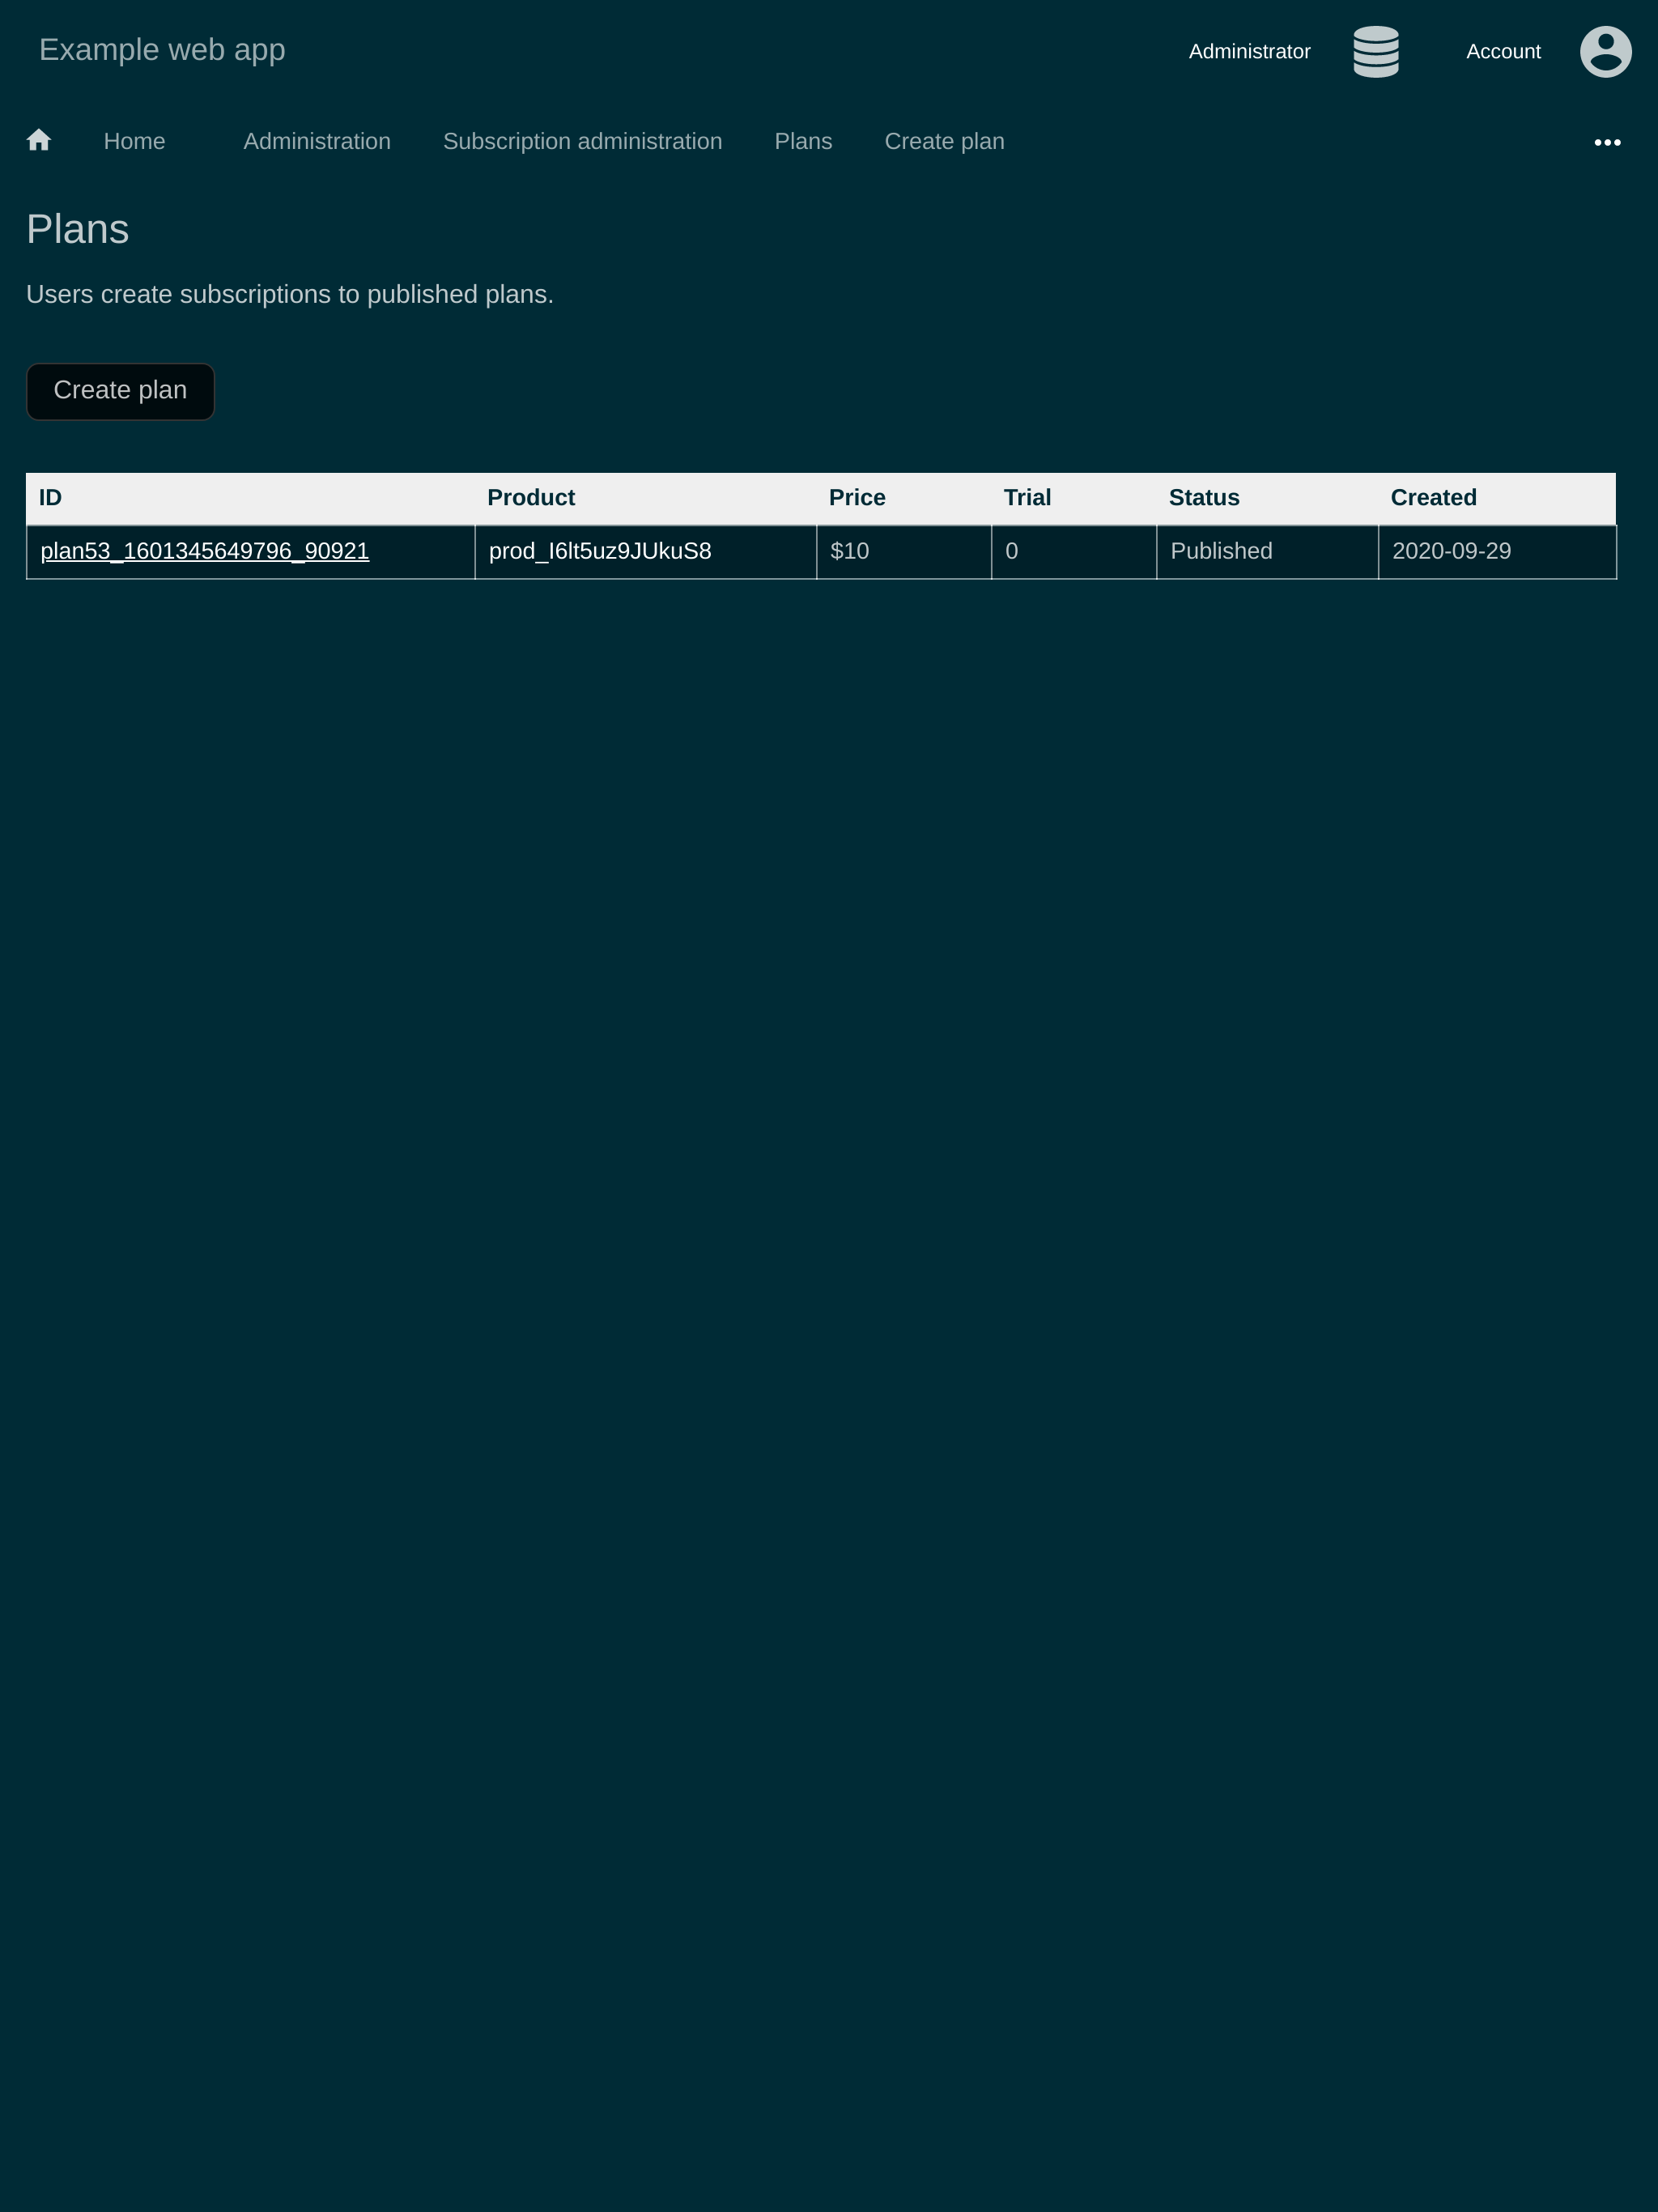 Example web app
Administrator
Account
Home Administration Subscription administration Plans Create plan
Plans
Users create subscriptions to published plans.
Create plan
ID Product Price Trial Status Created
plan53_1601345649796_90921 prod_I6lt5uz9JUkuS8 $10 0 Published 2020-09-29